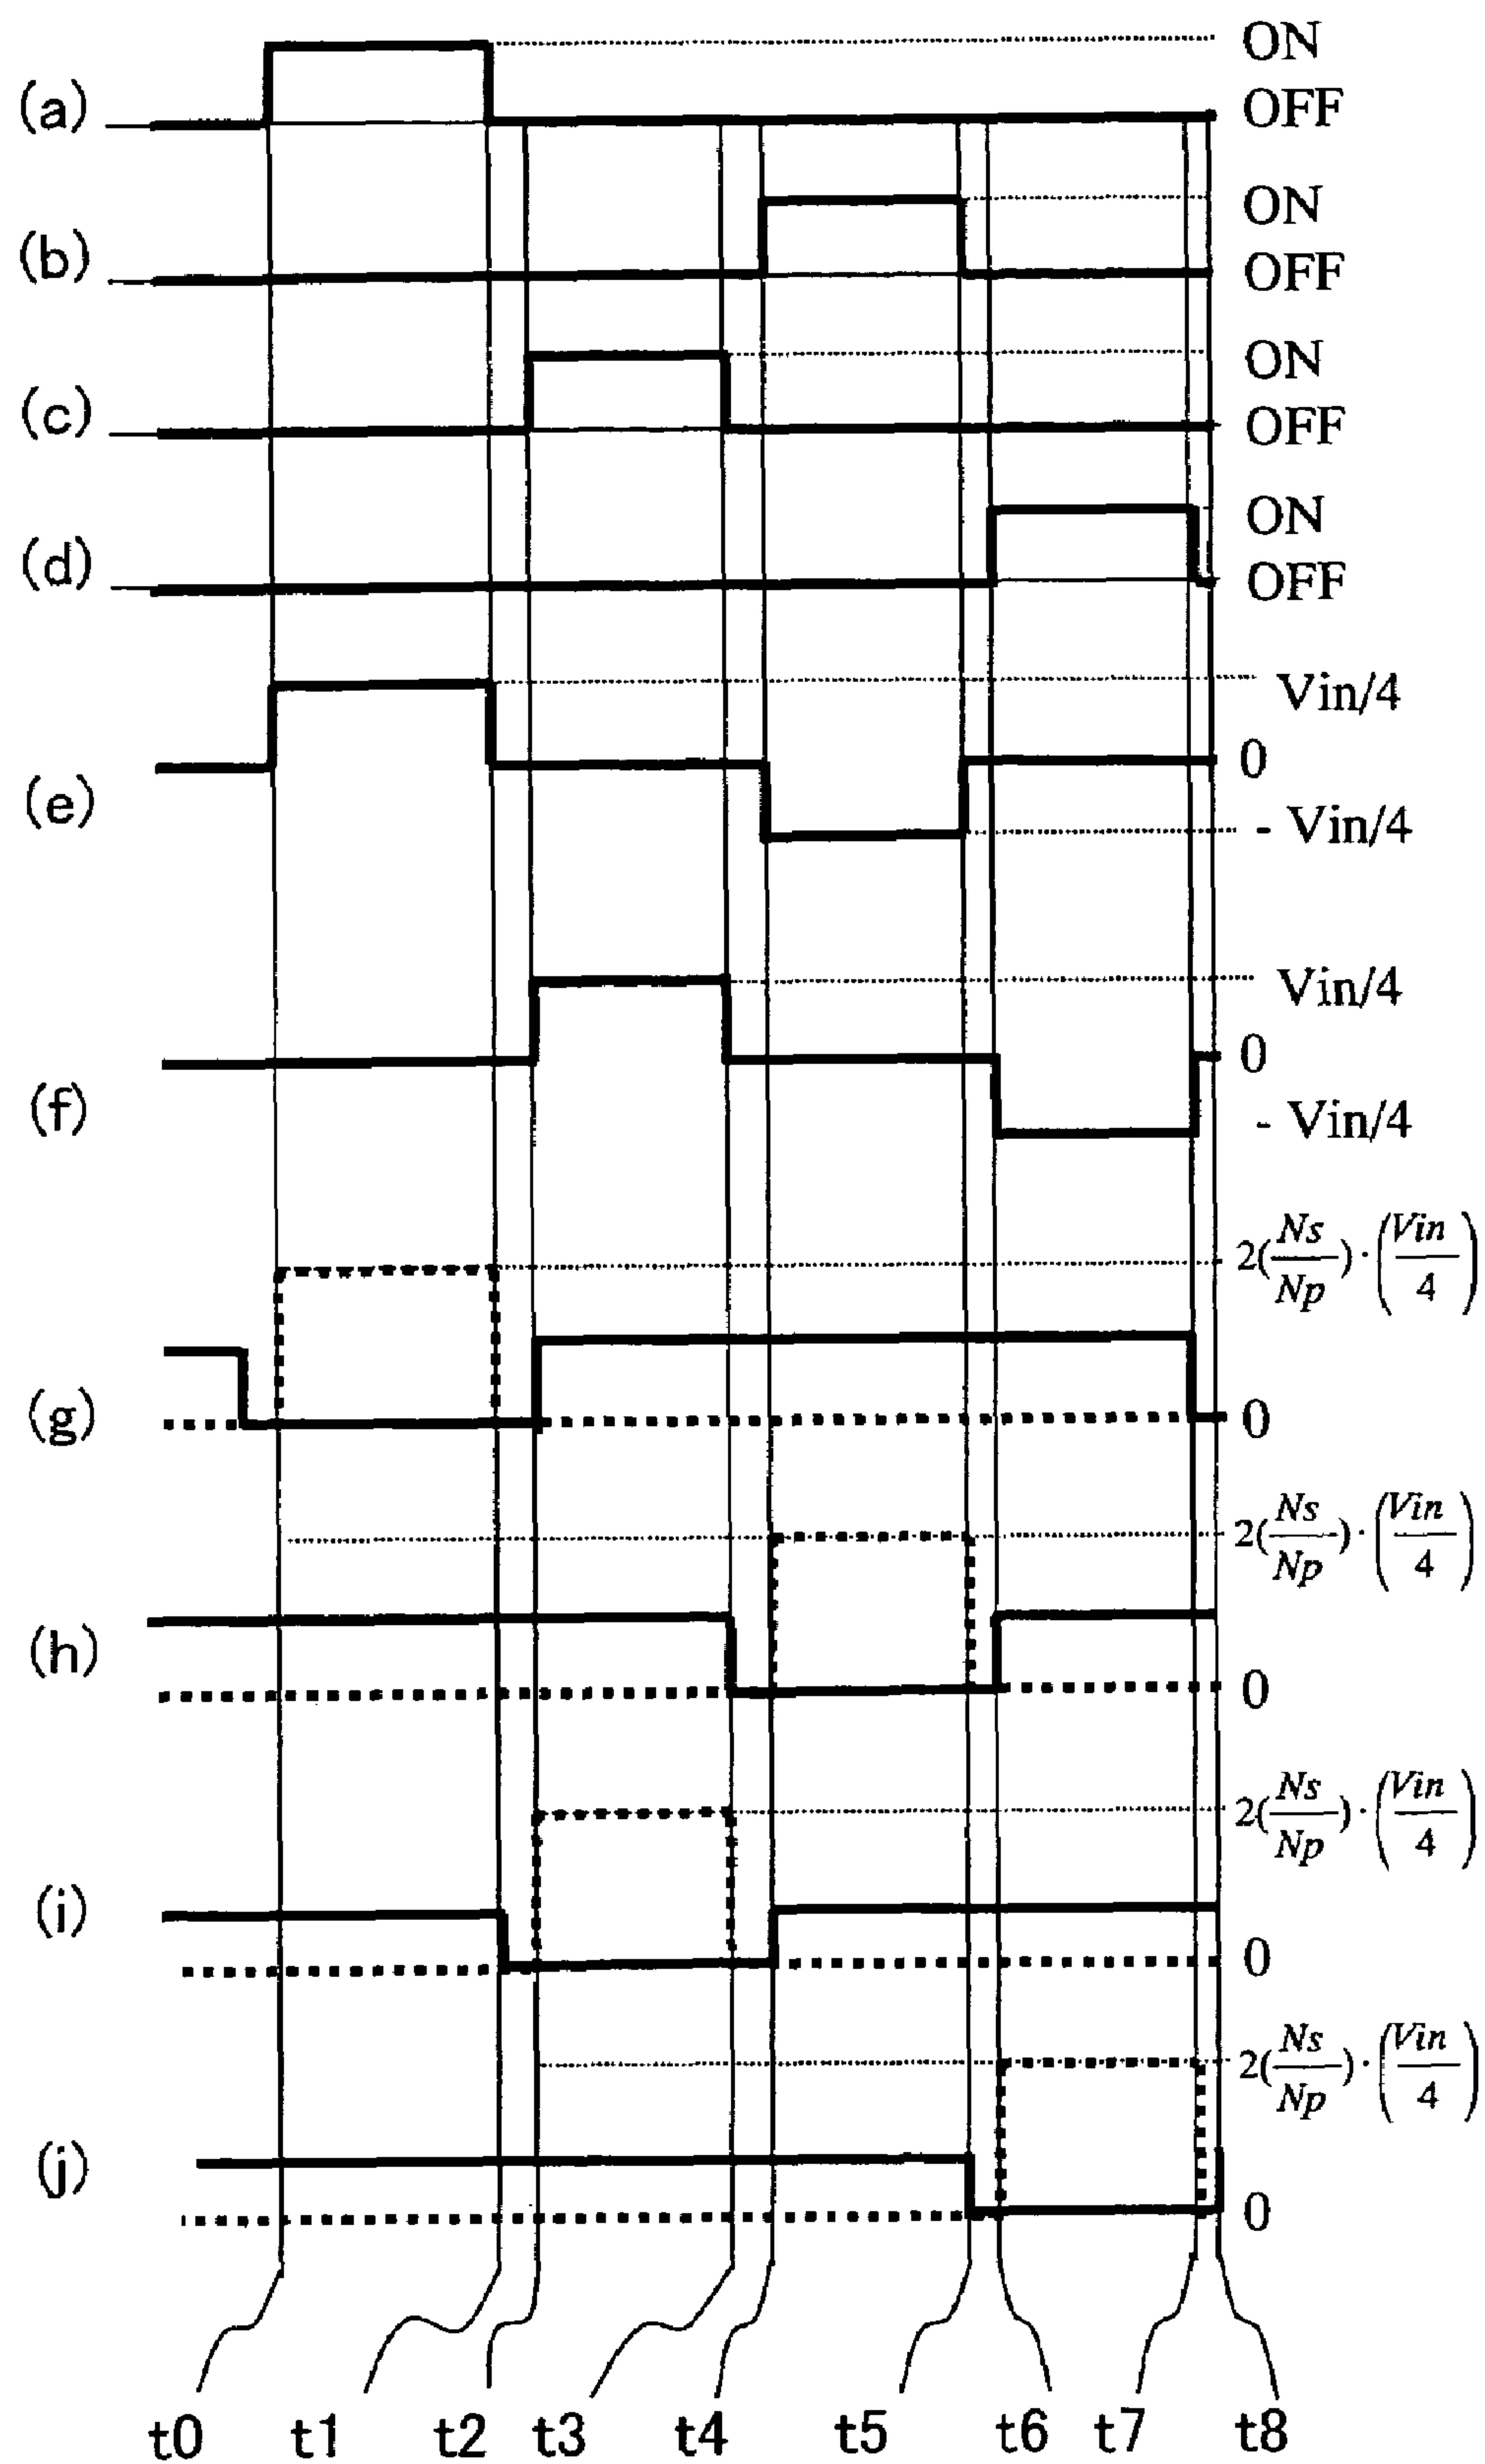 (a) ON
OFF
(b) ON
OFF
(c) ON
OFF
(d) ON
OFF
(e) Vin/4
0
- Vin/4
(f) Vin/4
0
- Vin/4
(g) 2(Ns/Np)·(Vin/4)
0
(h) 2(Ns/Np)·(Vin/4)
0
(i) 2(Ns/Np)·(Vin/4)
0
(j) 2(Ns/Np)·(Vin/4)
0
t0 t1 t2 t3 t4 t5 t6 t7 t8